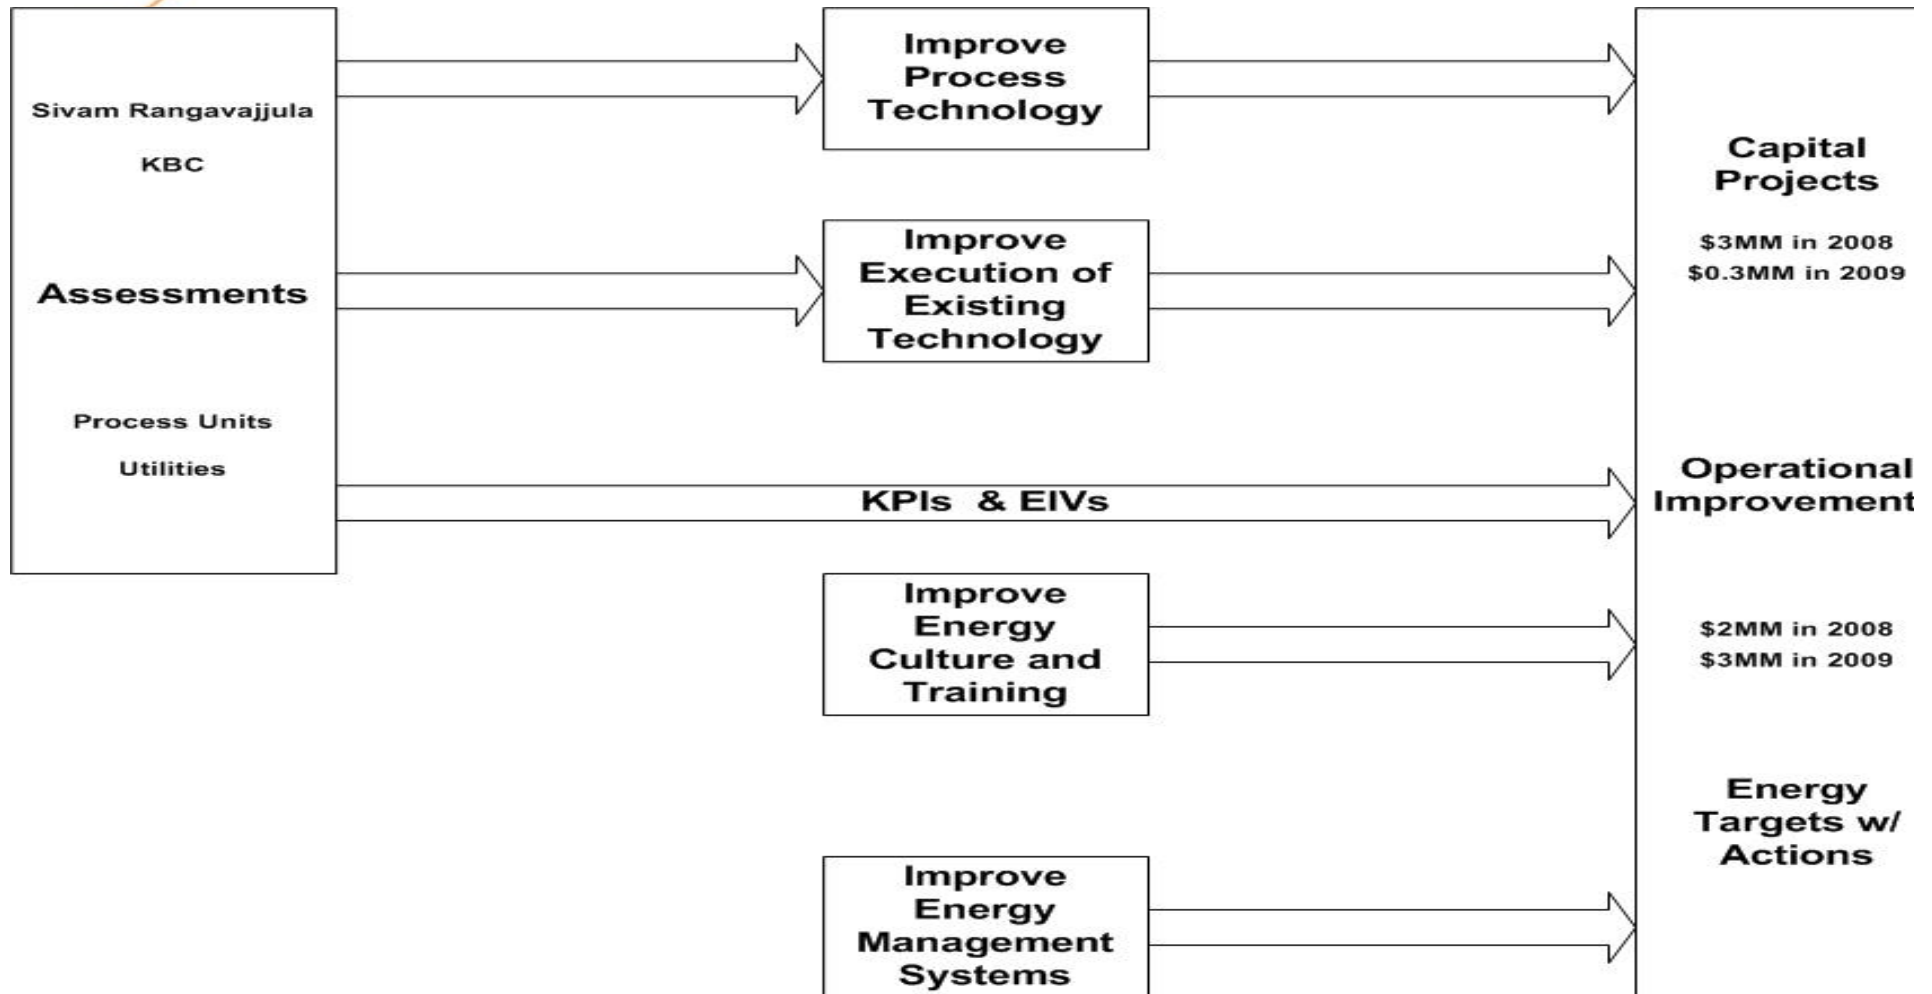 Sivam Rangavajjula
KBC
Assessments
Process Units
Utilities
Improve
Process
Technology
Improve
Execution of
Existing
Technology
KPIs & EIVs
Improve
Energy
Culture and
Training
Improve
Energy
Management
Systems
Capital
Projects
$3MM in 2008
$0.3MM in 2009
Operational
Improvement
$2MM in 2008
$3MM in 2009
Energy
Targets w/
Actions